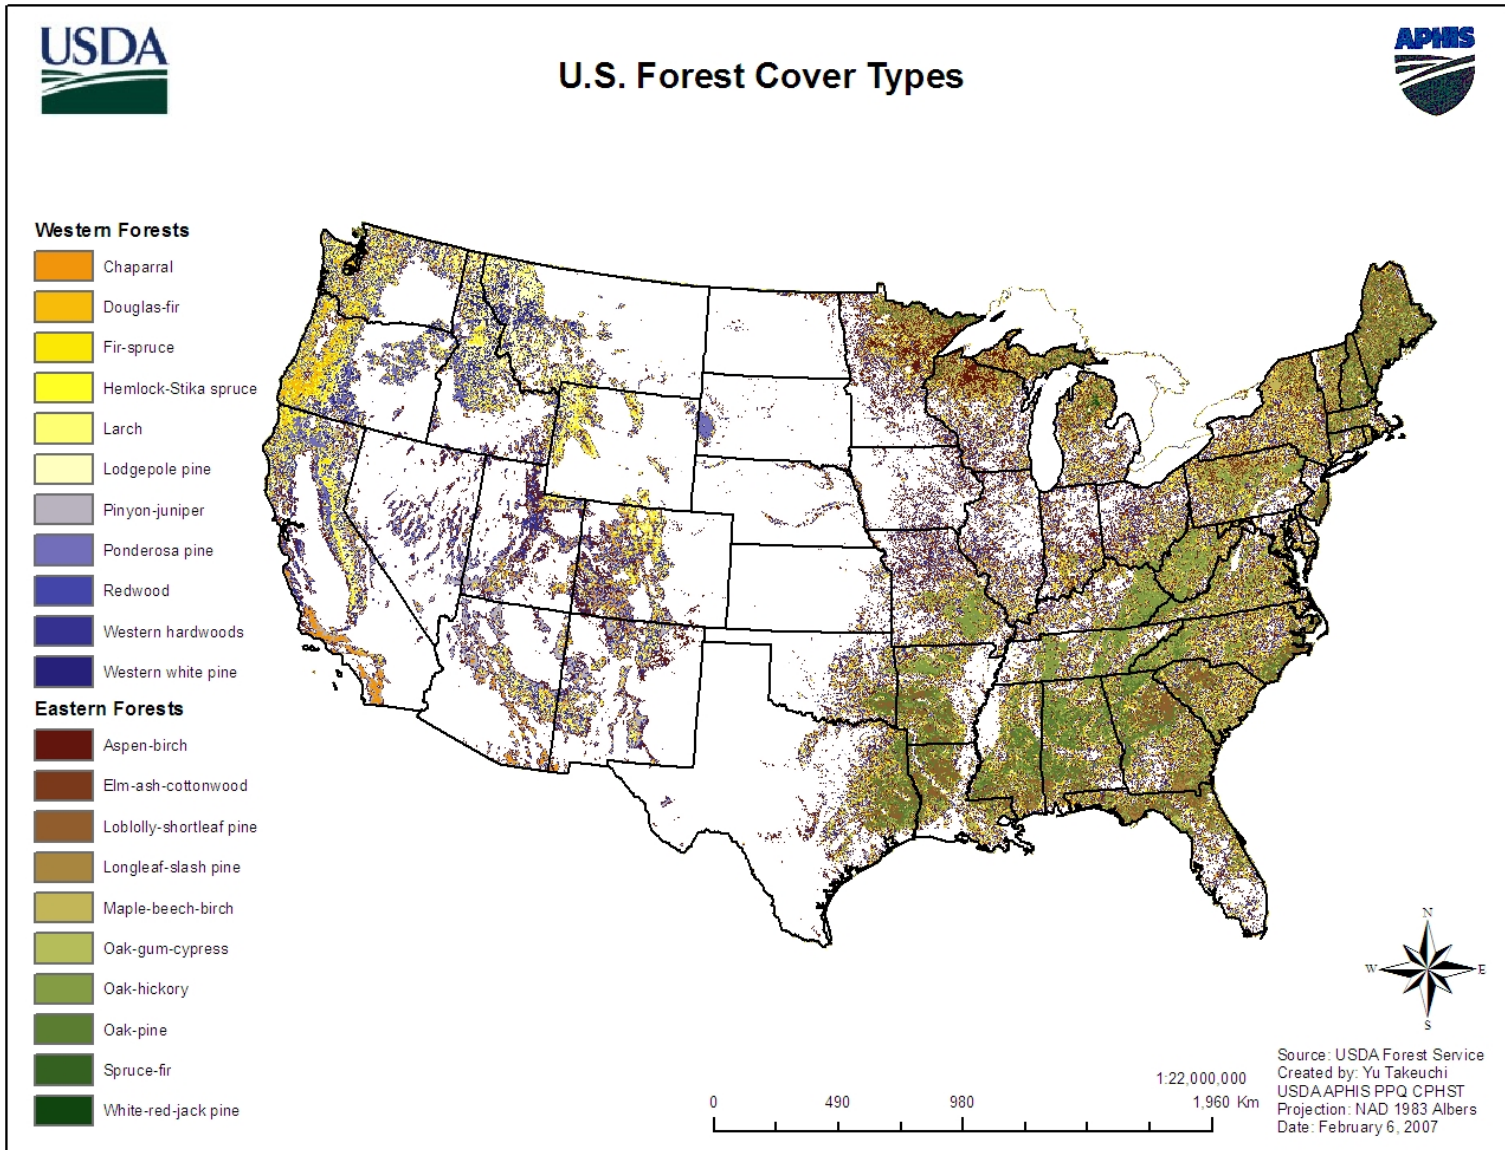 USDA
APHIS
U.S. Forest Cover Types
Western Forests
Chaparral
Douglas-fir
Fir-spruce
Hemlock-Stika spruce
Larch
Lodgepole pine
Pinyon-juniper
Ponderosa pine
Redwood
Western hardwoods
Western white pine
Eastern Forests
Aspen-birch
Elm-ash-cottonwood
Loblolly-shortleaf pine
Longleaf-slash pine
Maple-beech-birch
Oak-gum-cypress
Oak-hickory
Oak-pine
Spruce-fir
White-red-jack pine
N
W E
S
1:22,000,000
0 490 980 1,960 Km
Source: USDA Forest Service
Created by: Yu Takeuchi
USDA APHIS PPQ CPHST
Projection: NAD 1983 Albers
Date: February 6, 2007